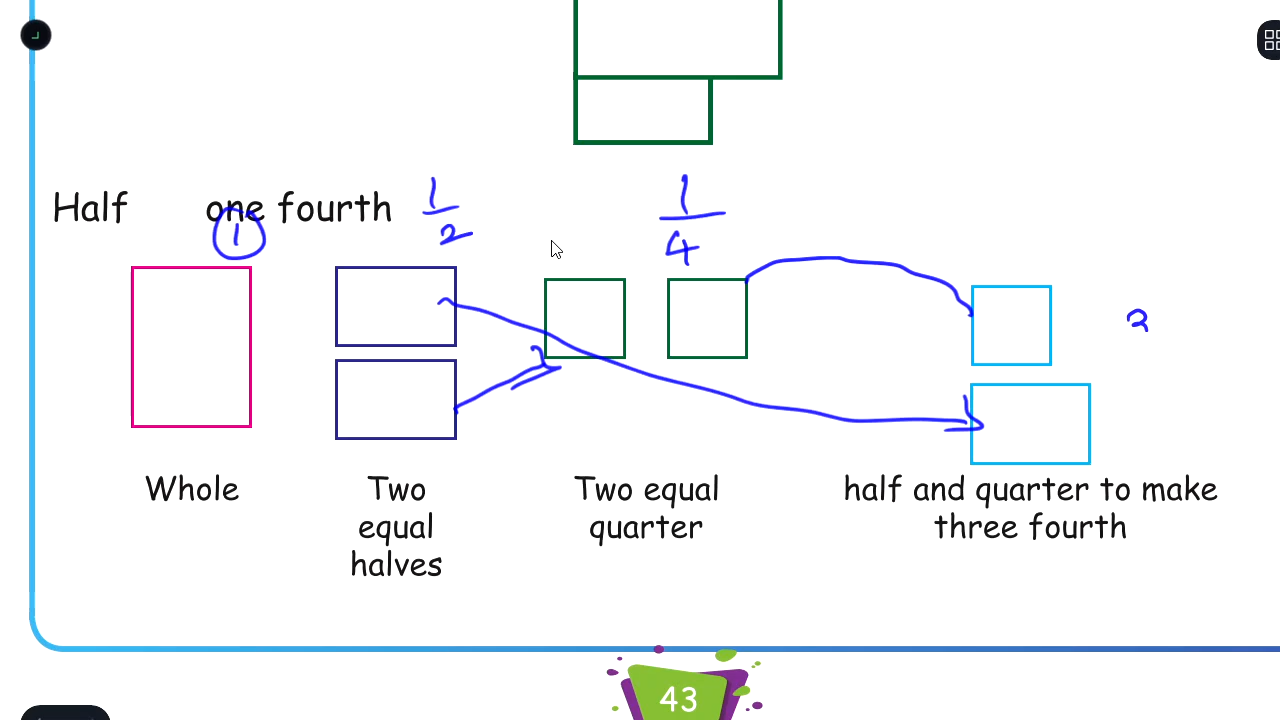 Half one fourth 1/2 1/4
1
3
Whole
Two
equal
halves
Two equal
quarter
half and quarter to make
three fourth
43